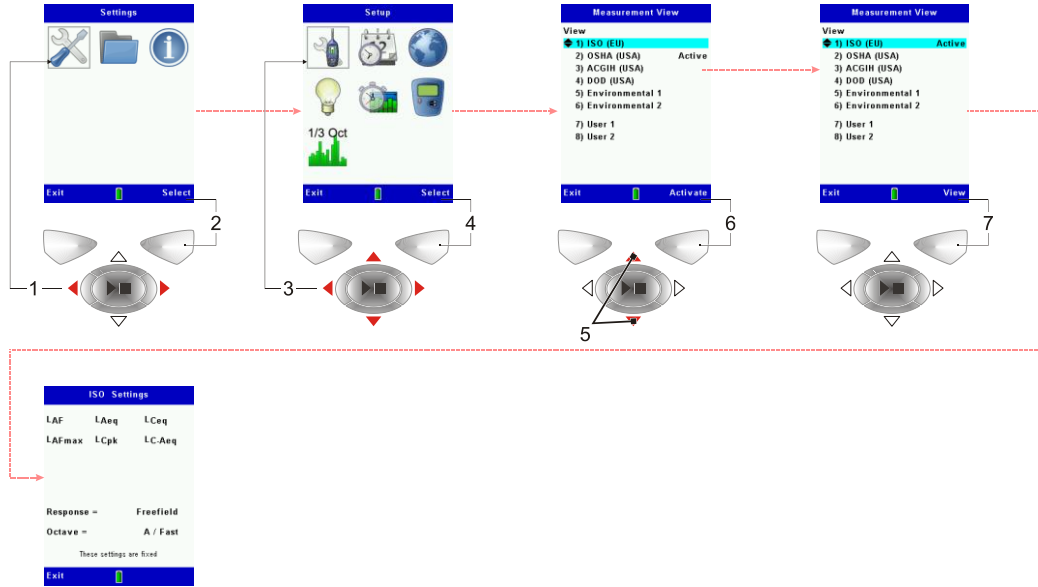 Settings
Exit Select
2
1
Setup
1/3 Oct
Exit Select
4
3
Measurement View
View
1) ISO (EU)
2) OSHA (USA) Active
3) ACGIH (USA)
4) DOD (USA)
5) Environmental 1
6) Environmental 2
7) User 1
8) User 2
Exit Activate
6
5
Measurement View
View
1) ISO (EU) Active
2) OSHA (USA)
3) ACGIH (USA)
4) DOD (USA)
5) Environmental 1
6) Environmental 2
7) User 1
8) User 2
Exit View
7
ISO Settings
LAF LAeq LCeq
LAFmax LCpk LC-Aeq
Response = Freefield
Octave = A / Fast
These settings are fixed
Exit